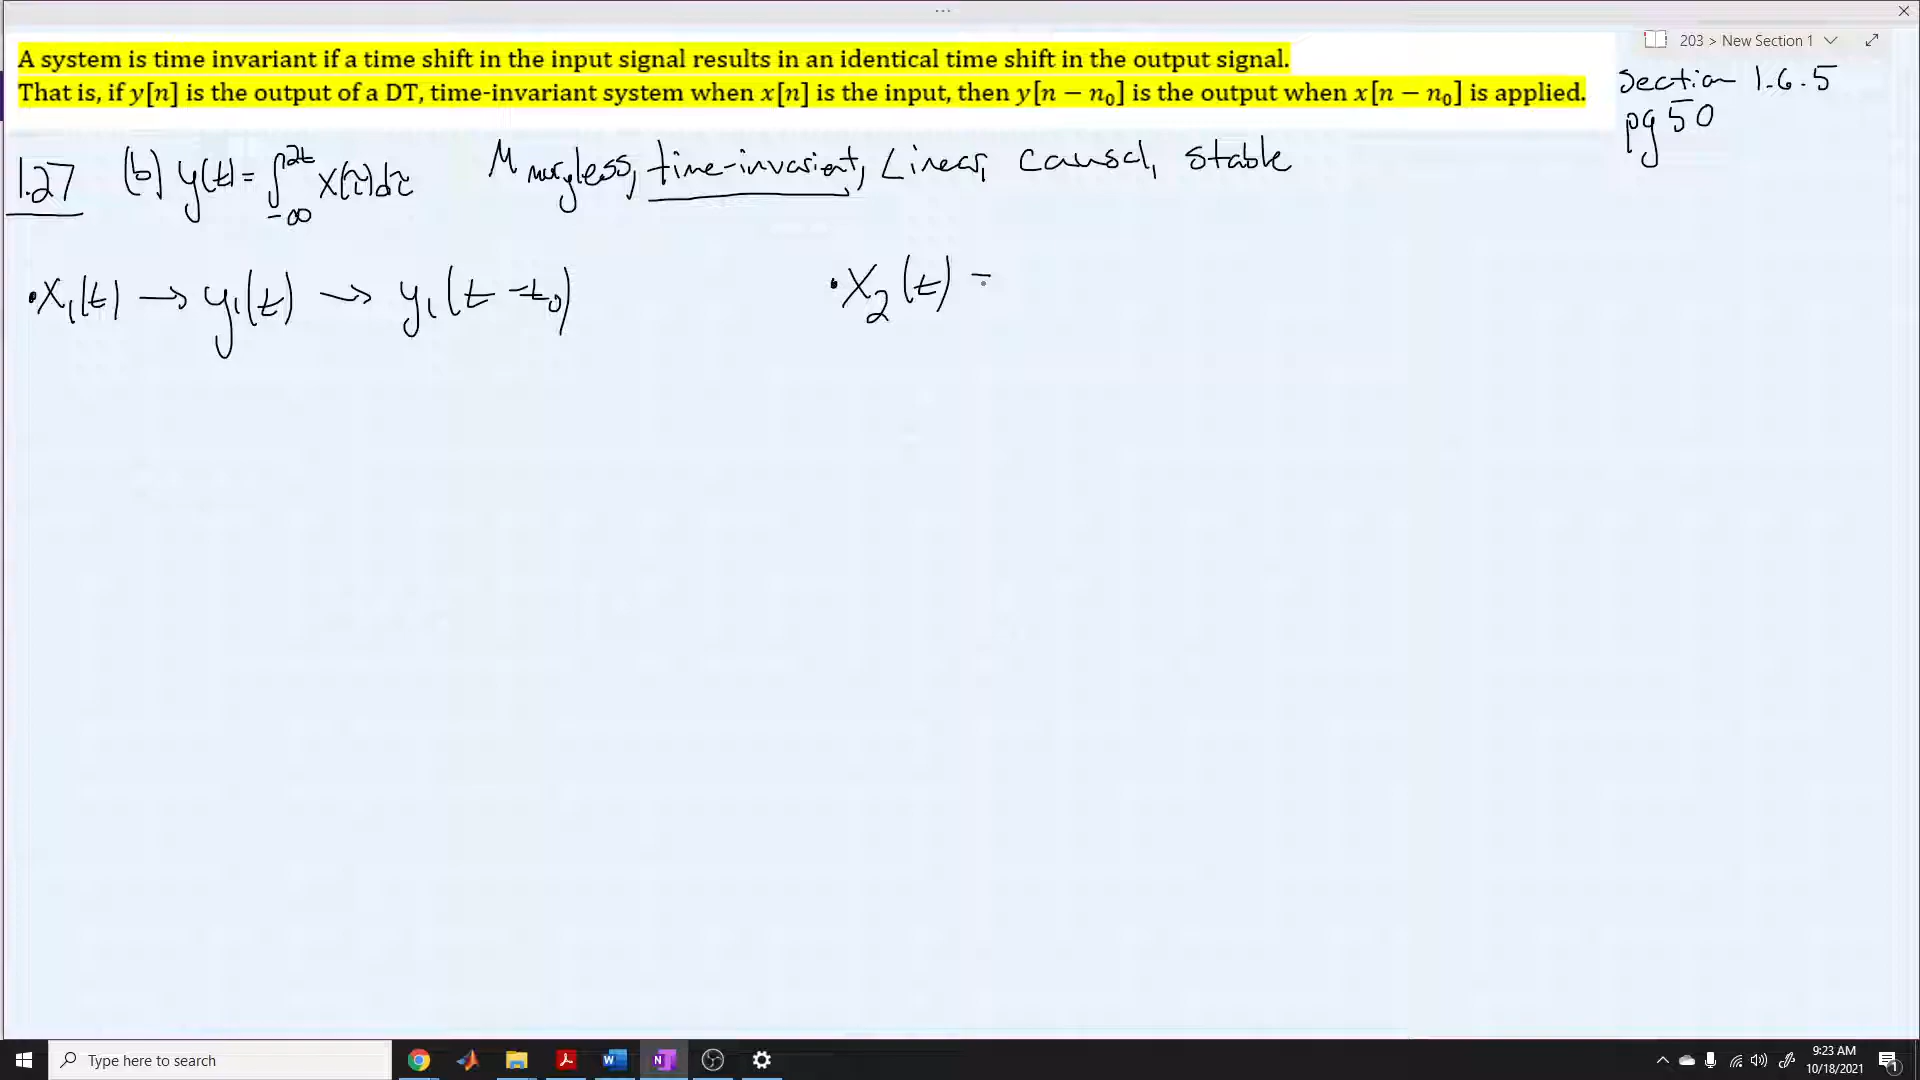 A system is time invariant if a time shift in the input signal results in an identical time shift in the output signal.
That is, if y[n] is the output of a DT, time-invariant system when x[n] is the input, then y[n − n₀] is the output when x[n − n₀] is applied.
203 > New Section 1
Section 1.6.5
pg 50
1.27 (b) y(t) = ∫_{-∞}^{2t} x(τ)dτ
time-invariant, Linear, Causal, Stable
• x₁(t) → y₁(t) → y₁(t - t₀)
• x₂(t) =
Type here to search
9:23 AM
10/18/2021
1